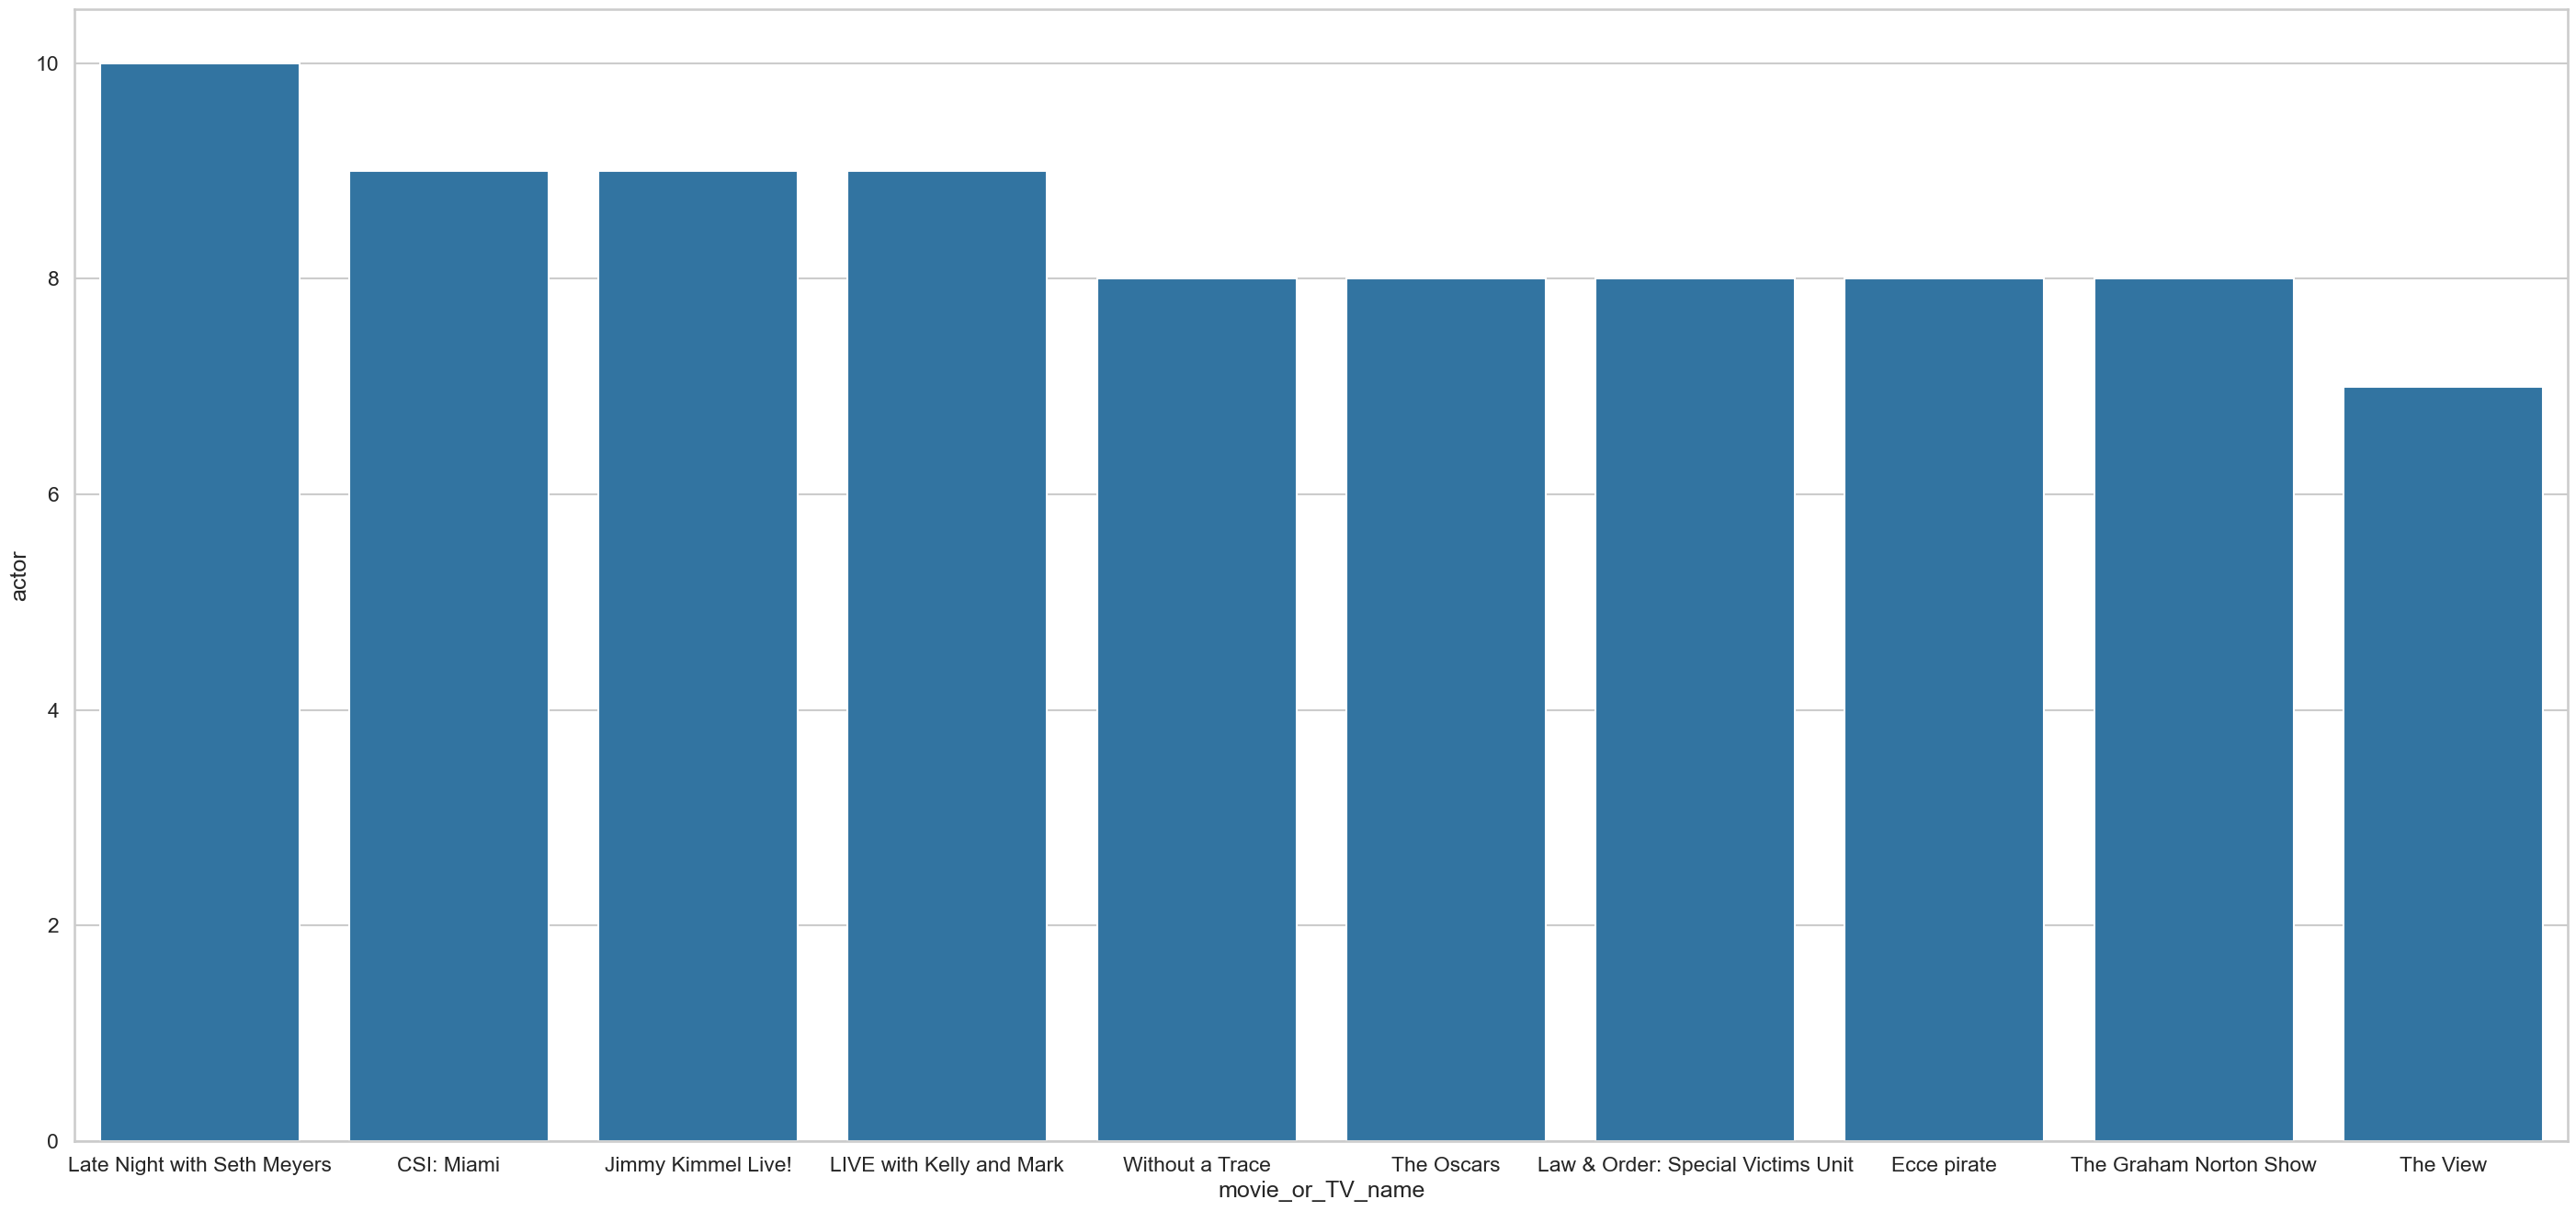 10
8
6
4
2
0
actor
Late Night with Seth Meyers CSI: Miami Jimmy Kimmel Live! LIVE with Kelly and Mark Without a Trace The Oscars Law & Order: Special Victims Unit Ecce pirate The Graham Norton Show The View
movie_or_TV_name